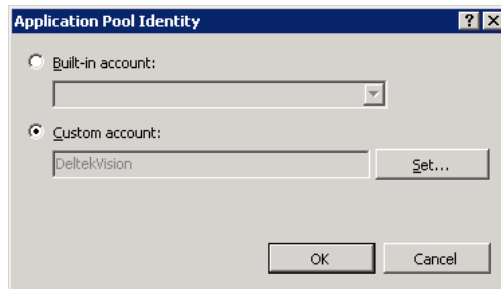 Application Pool Identity
Built-in account:
Custom account:
DeltekVision
Set...
OK
Cancel